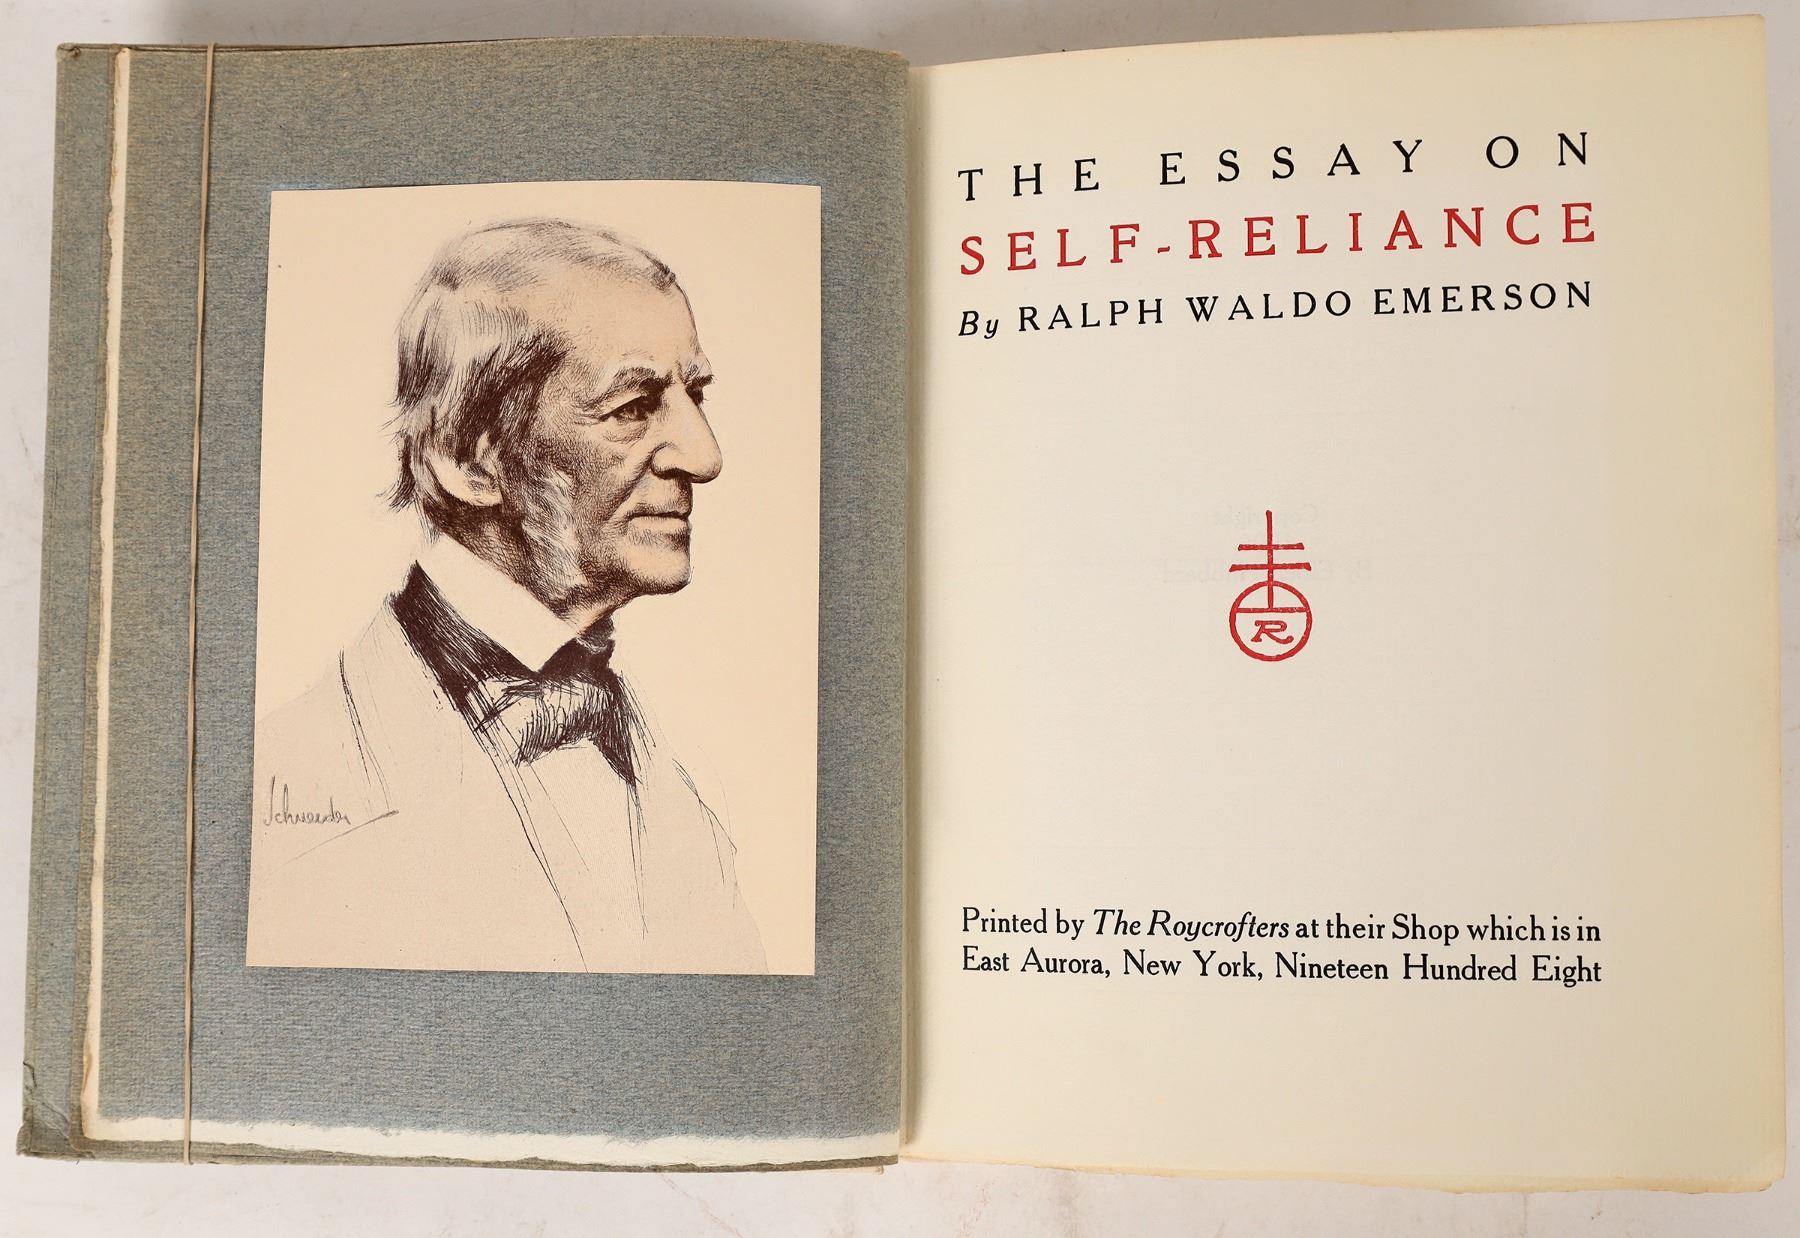 Schneider
THE ESSAY ON
SELF-RELIANCE
By RALPH WALDO EMERSON
R
Printed by The Roycrofters at their Shop which is in
East Aurora, New York, Nineteen Hundred Eight